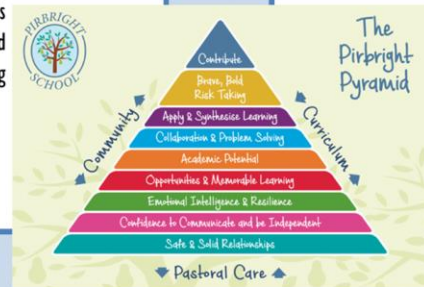 s
d
g
PIRBRIGHT
SCHOOL
The
Pirbright
Pyramid
Contribute
Brave, Bold
Risk Taking
Apply & Synthesise Learning
Collaboration & Problem Solving
Academic Potential
Opportunities & Memorable Learning
Emotional Intelligence & Resilience
Confidence to Communicate and be Independent
Safe & Solid Relationships
Community
Curriculum
Pastoral Care